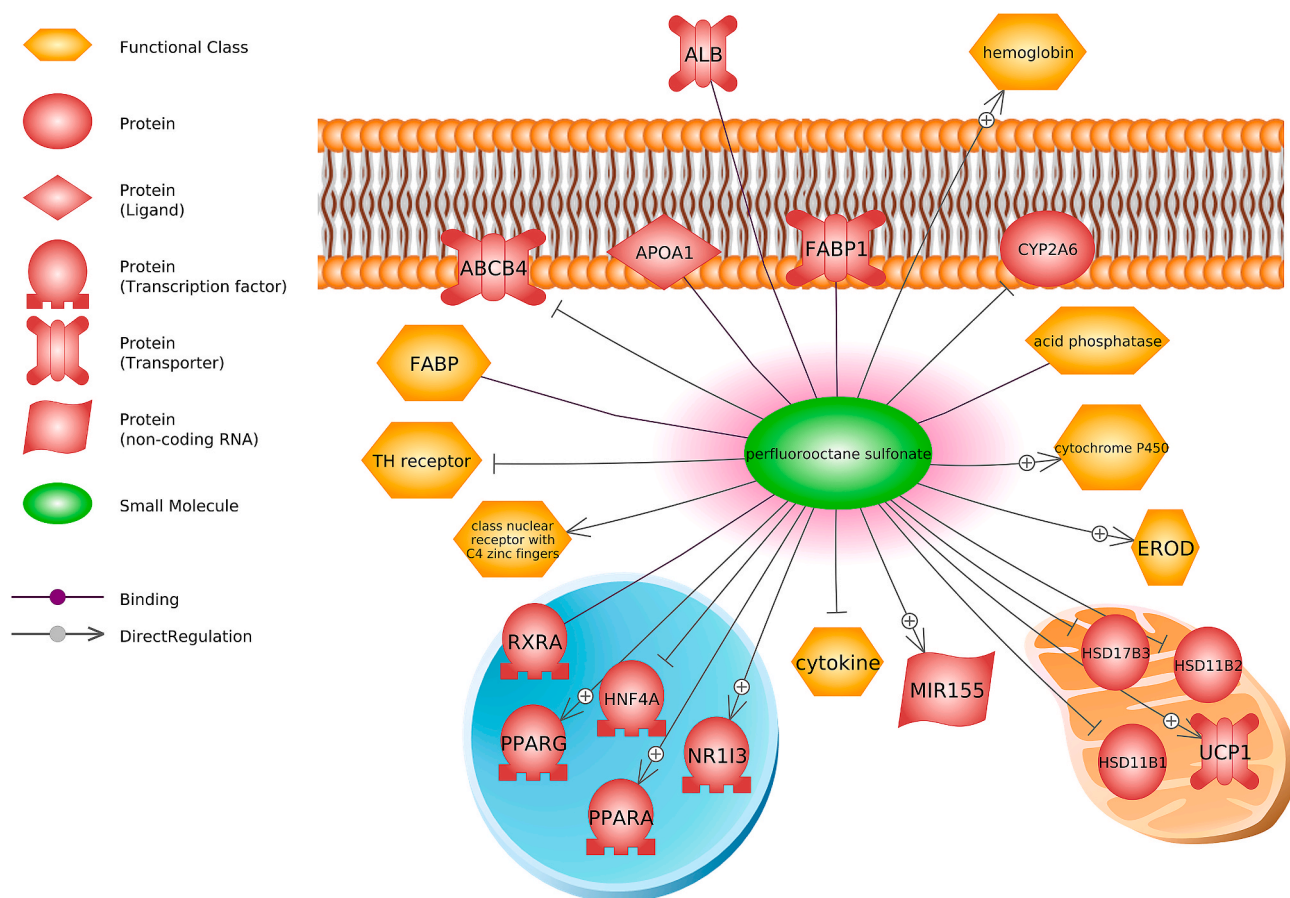 Functional Class
Protein
Protein
(Ligand)
Protein
(Transcription factor)
Protein
(Transporter)
Protein
(non-coding RNA)
Small Molecule
Binding
DirectRegulation
ALB
hemoglobin
+
ABCB4
APOA1
FABP1
CYP2A6
FABP
acid phosphatase
TH receptor
perfluorooctane sulfonate
+
cytochrome P450
class nuclear
receptor with
C4 zinc fingers
+
EROD
RXRA
+
PPARG
HNF4A
+
PPARA
+
NR1I3
cytokine
+
MIR155
HSD17B3
HSD11B2
HSD11B1
+
UCP1